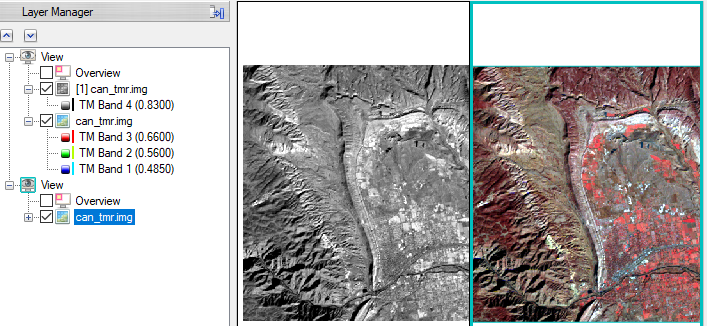 Layer Manager
View
Overview
[1] can_tmr.img
TM Band 4 (0.8300)
can_tmr.img
TM Band 3 (0.6600)
TM Band 2 (0.5600)
TM Band 1 (0.4850)
View
Overview
can_tmr.img